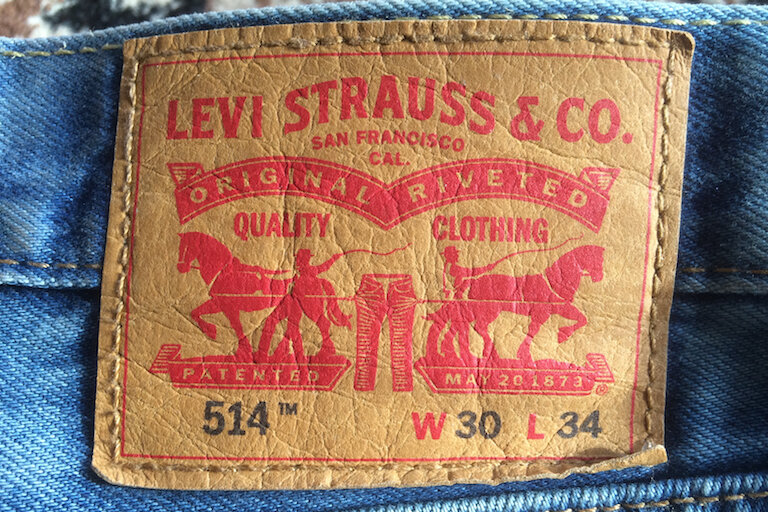 LEVI STRAUSS & CO.
SAN FRANCISCO
CAL.
ORIGINAL RIVETED
QUALITY CLOTHING
PATENTED MAY 20 1873 ®
514™ W 30 L 34